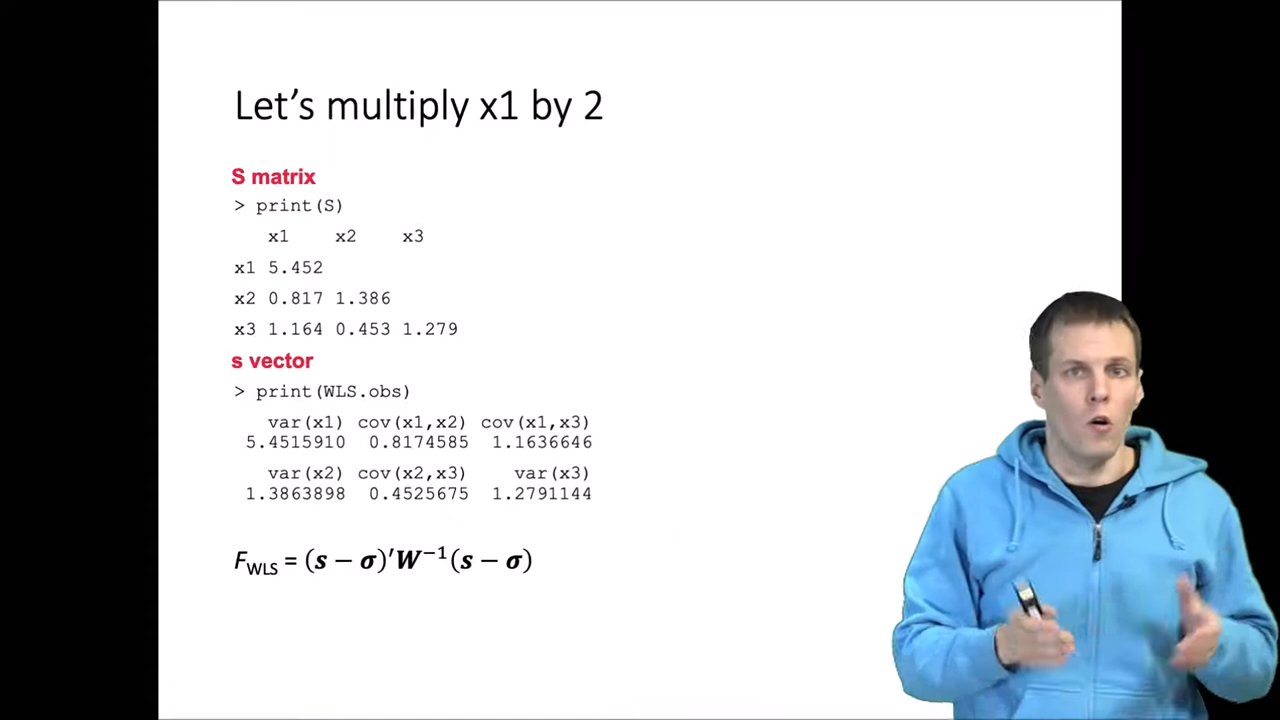 Let's multiply x1 by 2
S matrix
> print(S)
x1 x2 x3
x1 5.452
x2 0.817 1.386
x3 1.164 0.453 1.279
s vector
> print(WLS.obs)
var(x1) cov(x1,x2) cov(x1,x3)
5.4515910 0.8174585 1.1636646
var(x2) cov(x2,x3) var(x3)
1.3863898 0.4525675 1.2791144
F_WLS = (s − σ)′W⁻¹(s − σ)